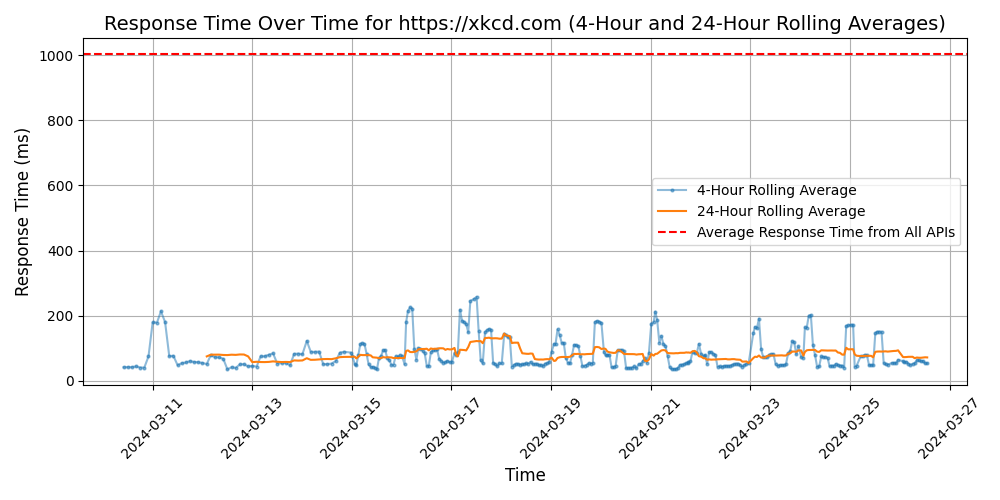 Response Time Over Time for https://xkcd.com (4-Hour and 24-Hour Rolling Averages)
Response Time (ms)
1000
800
600
400
200
0
4-Hour Rolling Average
24-Hour Rolling Average
Average Response Time from All APIs
2024-03-11
2024-03-13
2024-03-15
2024-03-17
2024-03-19
2024-03-21
2024-03-23
2024-03-25
2024-03-27
Time